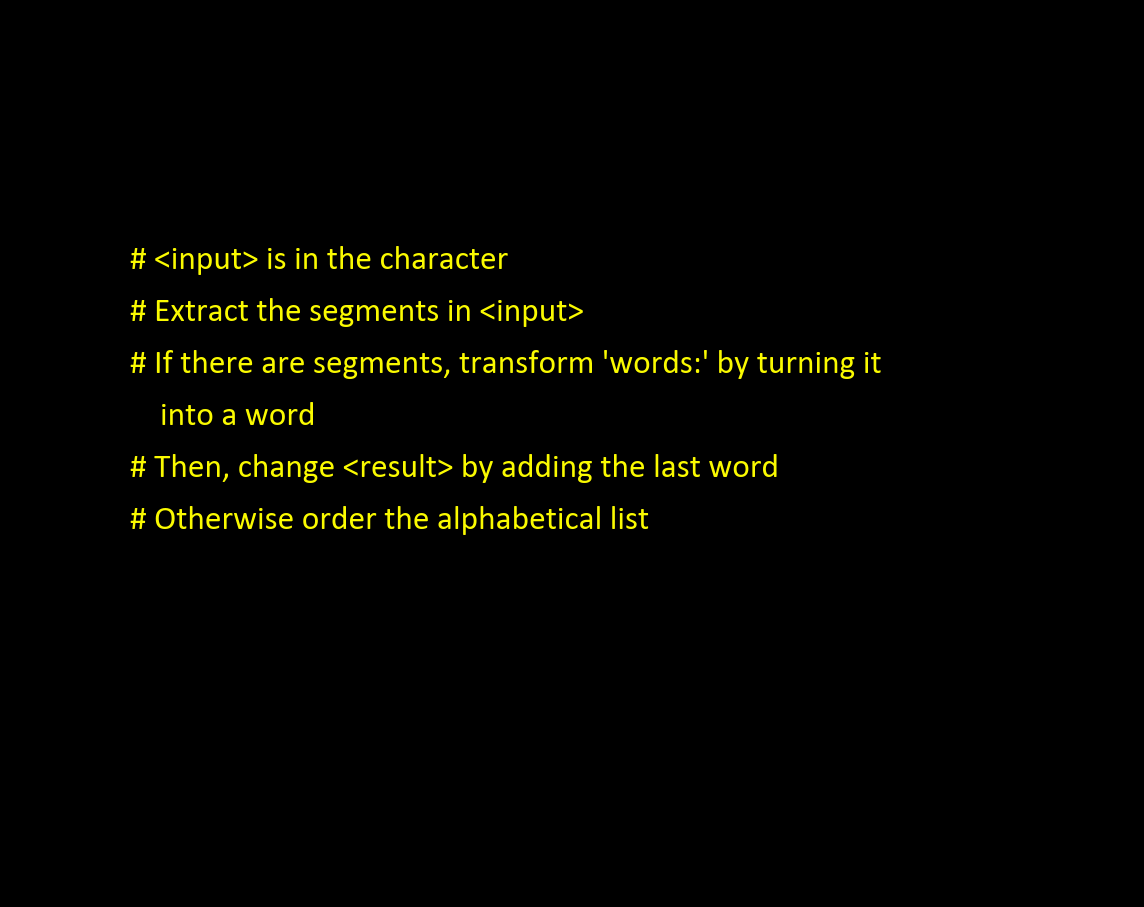 # <input> is in the character
# Extract the segments in <input>
# If there are segments, transform 'words:' by turning it
into a word
# Then, change <result> by adding the last word
# Otherwise order the alphabetical list